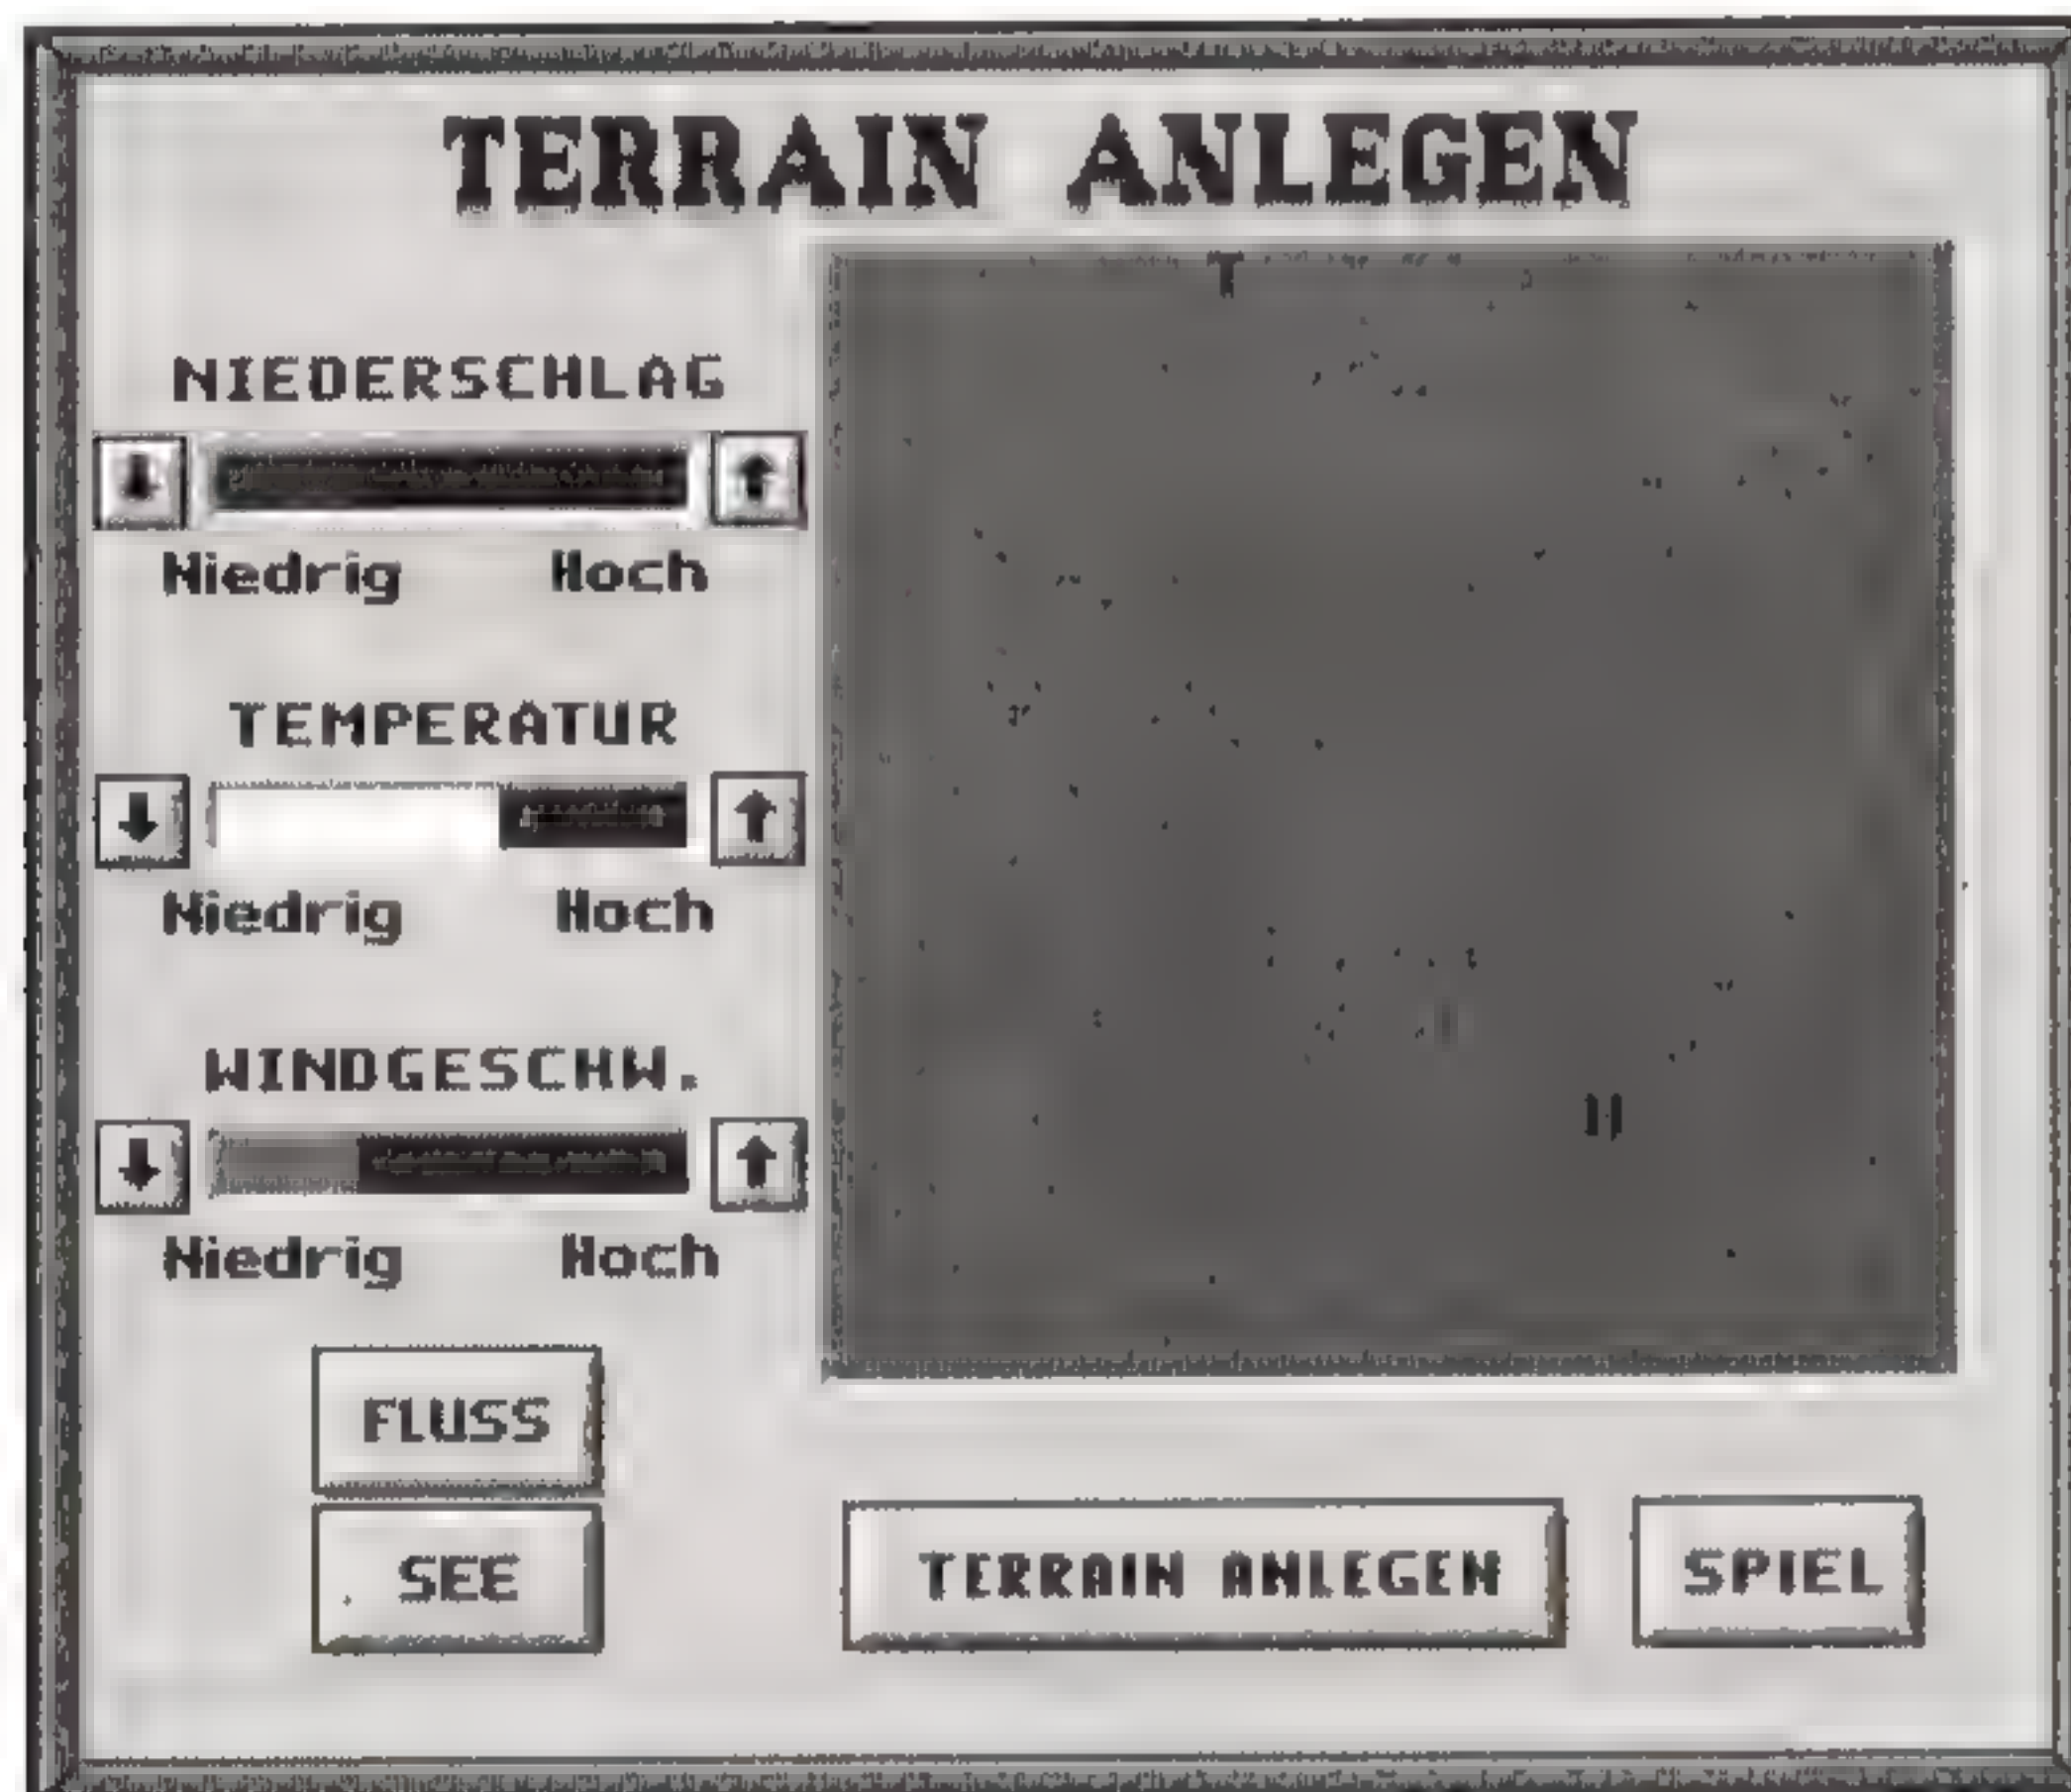 TERRAIN ANLEGEN
NIEDERSCHLAG
Niedrig Hoch
TEMPERATUR
Niedrig Hoch
WINDGESCHW.
Niedrig Hoch
FLUSS
SEE
TERRAIN ANLEGEN
SPIEL